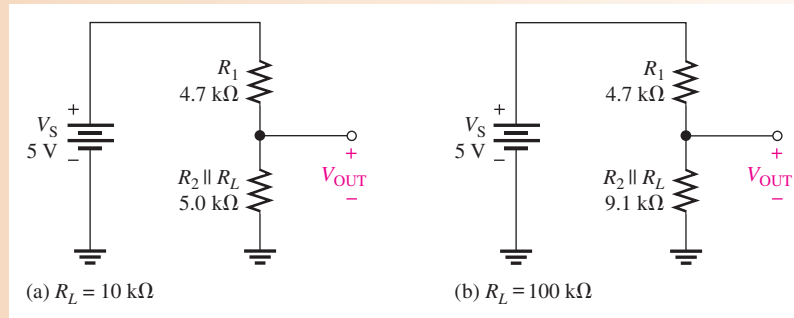 R1
4.7 kΩ
+
VS
5 V
−
R2 || RL
5.0 kΩ
+
VOUT
−
(a) RL = 10 kΩ
R1
4.7 kΩ
+
VS
5 V
−
R2 || RL
9.1 kΩ
+
VOUT
−
(b) RL = 100 kΩ